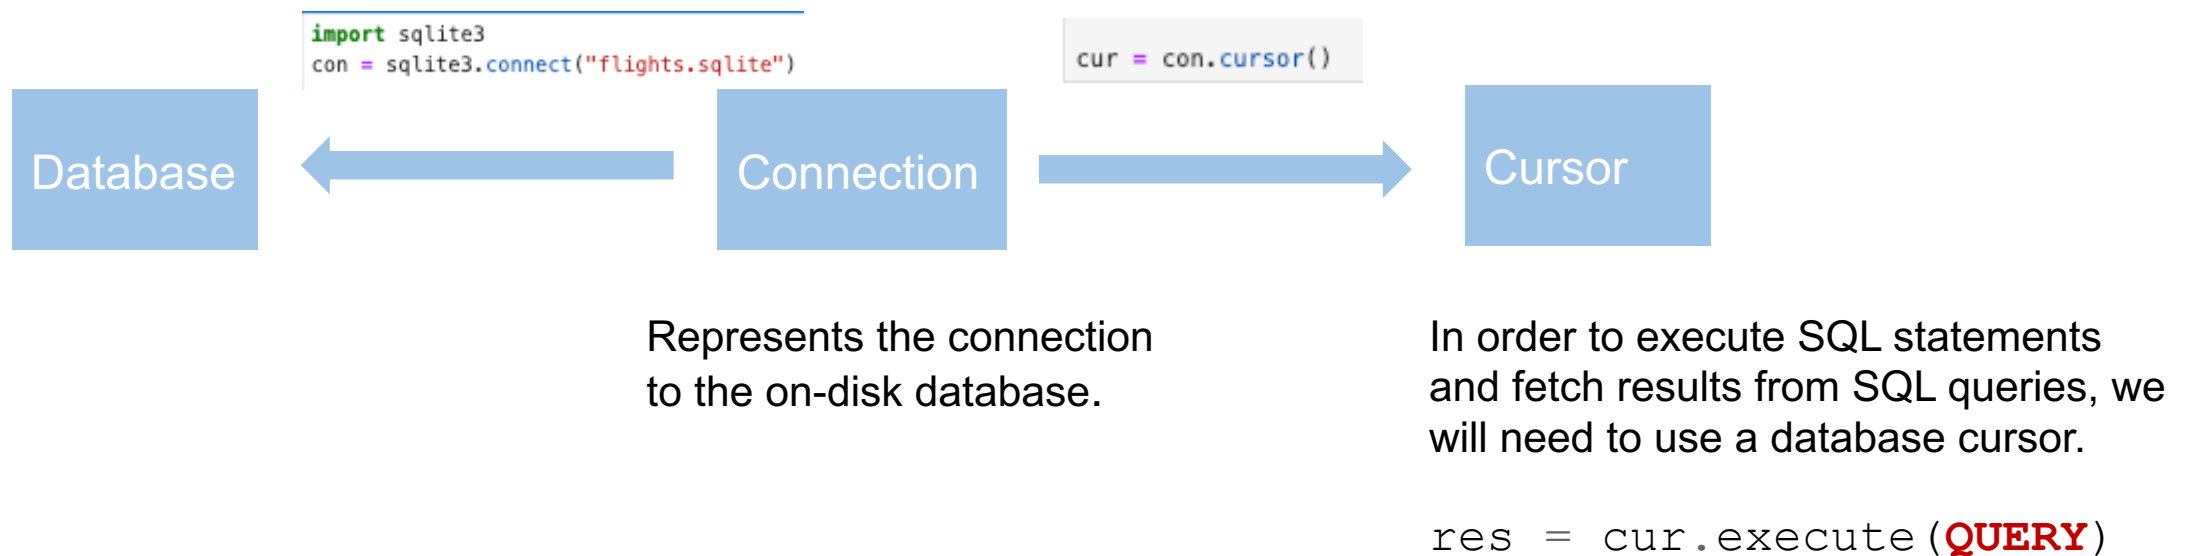 import sqlite3
con = sqlite3.connect("flights.sqlite")
cur = con.cursor()
Database
Connection
Cursor
Represents the connection
to the on-disk database.
In order to execute SQL statements
and fetch results from SQL queries, we
will need to use a database cursor.
res = cur.execute(QUERY)